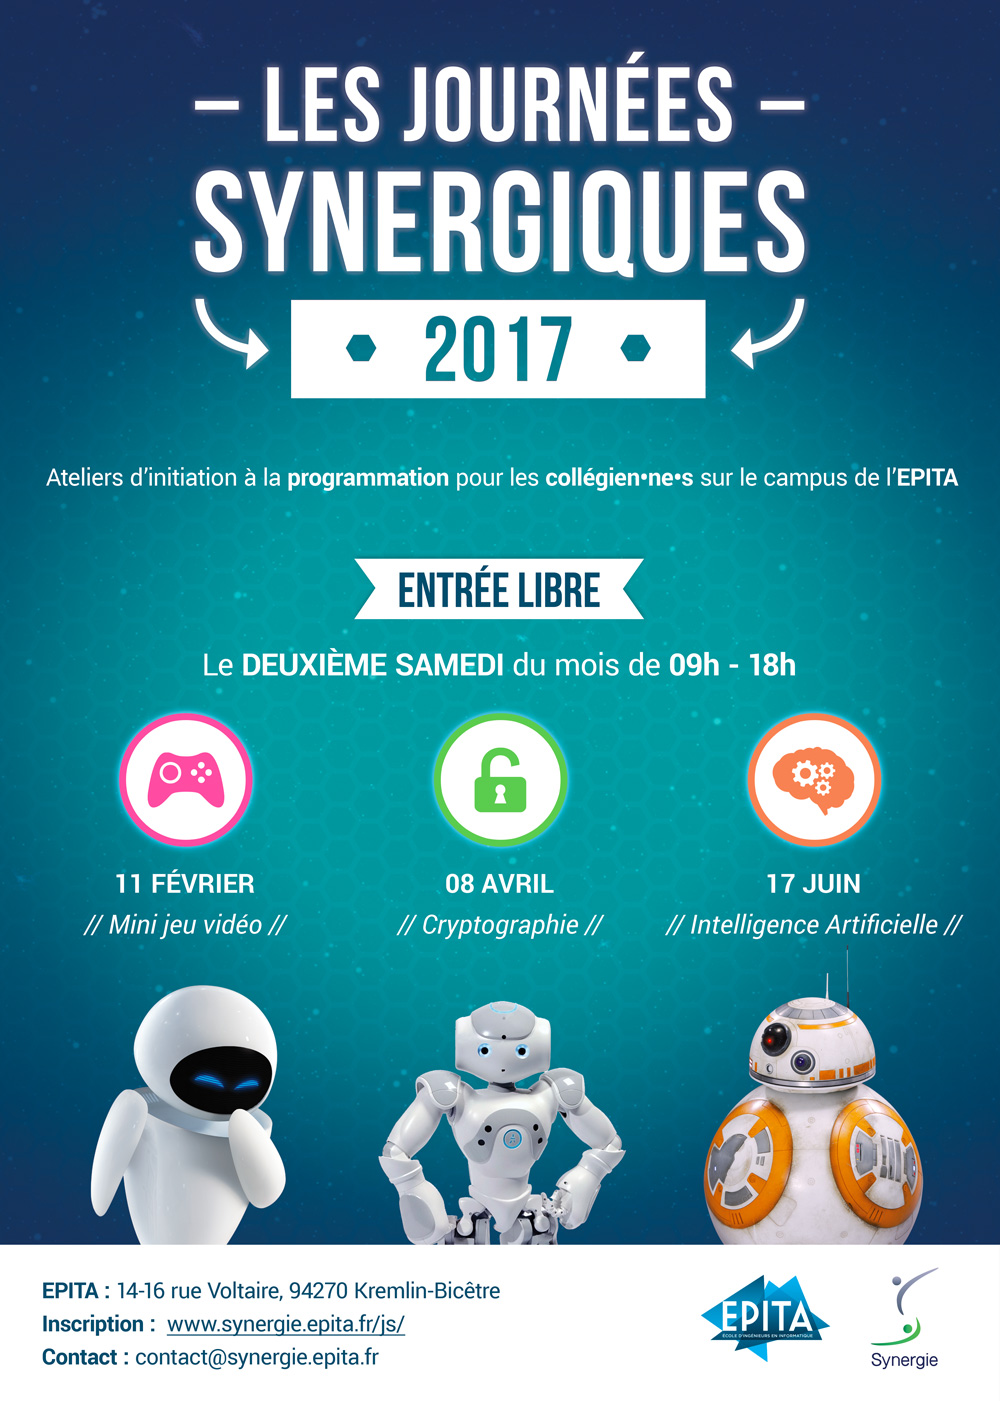 – LES JOURNÉES –
SYNERGIQUES
2017
Ateliers d'initiation à la programmation pour les collégien•ne•s sur le campus de l'EPITA
ENTRÉE LIBRE
Le DEUXIÈME SAMEDI du mois de 09h - 18h
11 FÉVRIER
// Mini jeu vidéo //
08 AVRIL
// Cryptographie //
17 JUIN
// Intelligence Artificielle //
EPITA : 14-16 rue Voltaire, 94270 Kremlin-Bicêtre
Inscription : www.synergie.epita.fr/js/
Contact : contact@synergie.epita.fr
EPITA
ÉCOLE D'INGÉNIEURS EN INFORMATIQUE
Synergie